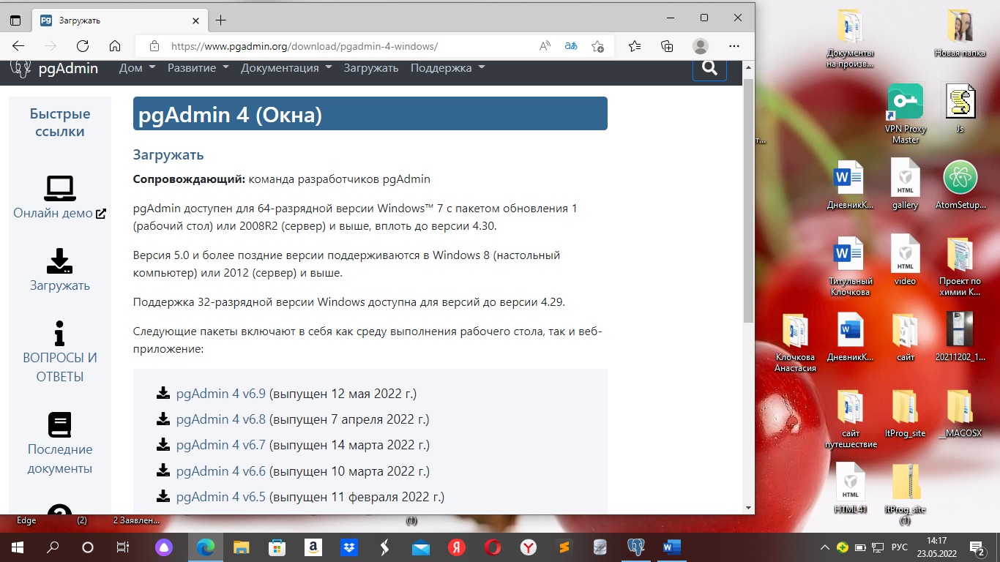 Загружать
https://www.pgadmin.org/download/pgadmin-4-windows/
pgAdmin
Дом
Развитие
Документация
Загружать
Поддержка
Быстрые
ссылки
Онлайн демо
Загружать
ВОПРОСЫ И
ОТВЕТЫ
Последние
документы
pgAdmin 4 (Окна)
Загружать
Сопровождающий: команда разработчиков pgAdmin
pgAdmin доступен для 64-разрядной версии Windows™ 7 с пакетом обновления 1
(рабочий стол) или 2008R2 (сервер) и выше, вплоть до версии 4.30.
Версия 5.0 и более поздние версии поддерживаются в Windows 8 (настольный
компьютер) или 2012 (сервер) и выше.
Поддержка 32-разрядной версии Windows доступна для версий до версии 4.29.
Следующие пакеты включают в себя как среду выполнения рабочего стола, так и веб-
приложение:
pgAdmin 4 v6.9 (выпущен 12 мая 2022 г.)
pgAdmin 4 v6.8 (выпущен 7 апреля 2022 г.)
pgAdmin 4 v6.7 (выпущен 14 марта 2022 г.)
pgAdmin 4 v6.6 (выпущен 10 марта 2022 г.)
pgAdmin 4 v6.5 (выпущен 11 февраля 2022 г.)
Документы
на произв...
Новая папка
VPN Proxy
Master
Js
т...
ДневникК...
gallery
AtomSetup...
Титульный
Клочкова
video
Проект по
химии К...
Клочкова
Анастасия
ДневникК...
сайт
20211202_1...
сайт
путешествие
ItProg_site
__MACOSX
HTML41
ItProg_site
(1)
Edge
(2)
2 Заявлен...
(1)
РУС
14:17
23.05.2022
2